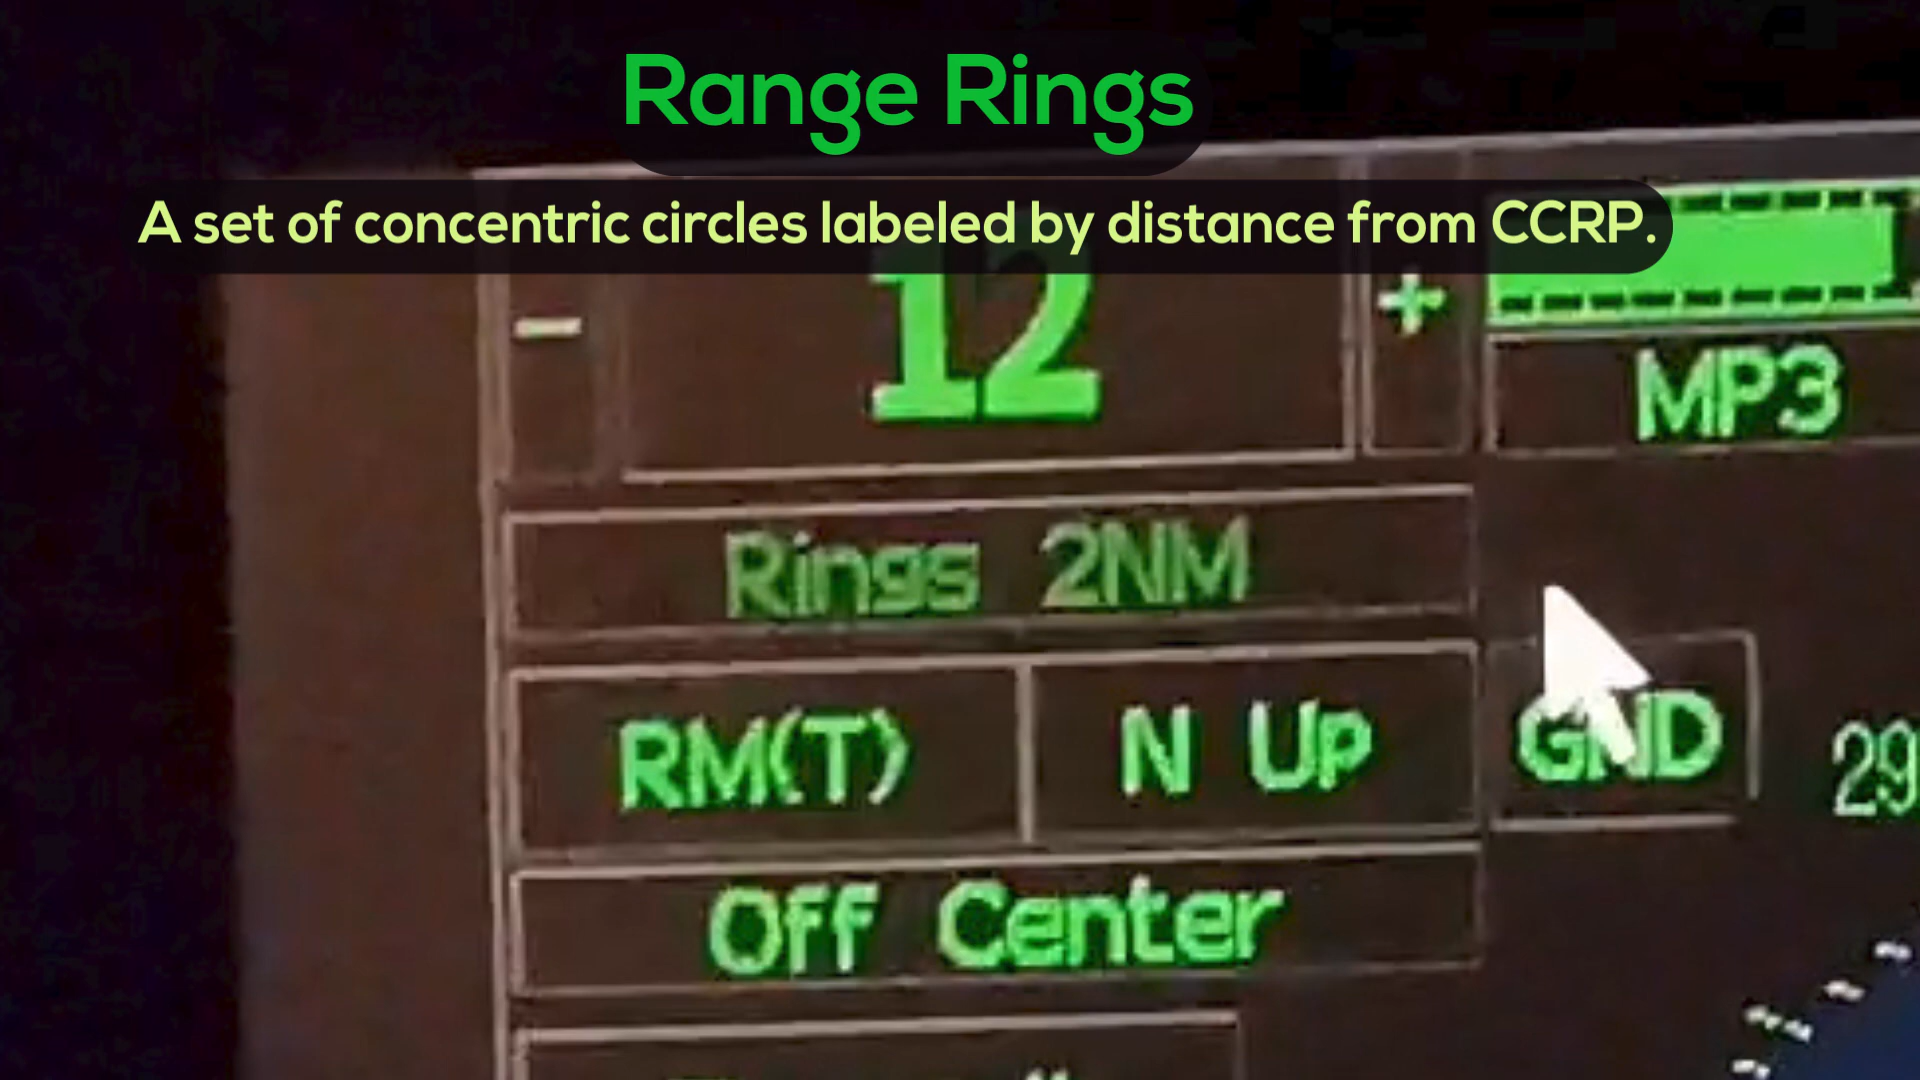 Range Rings
A set of concentric circles labeled by distance from CCRP.
- 12 +
MP3
Rings 2NM
RM(T) N Up GND
29
Off Center